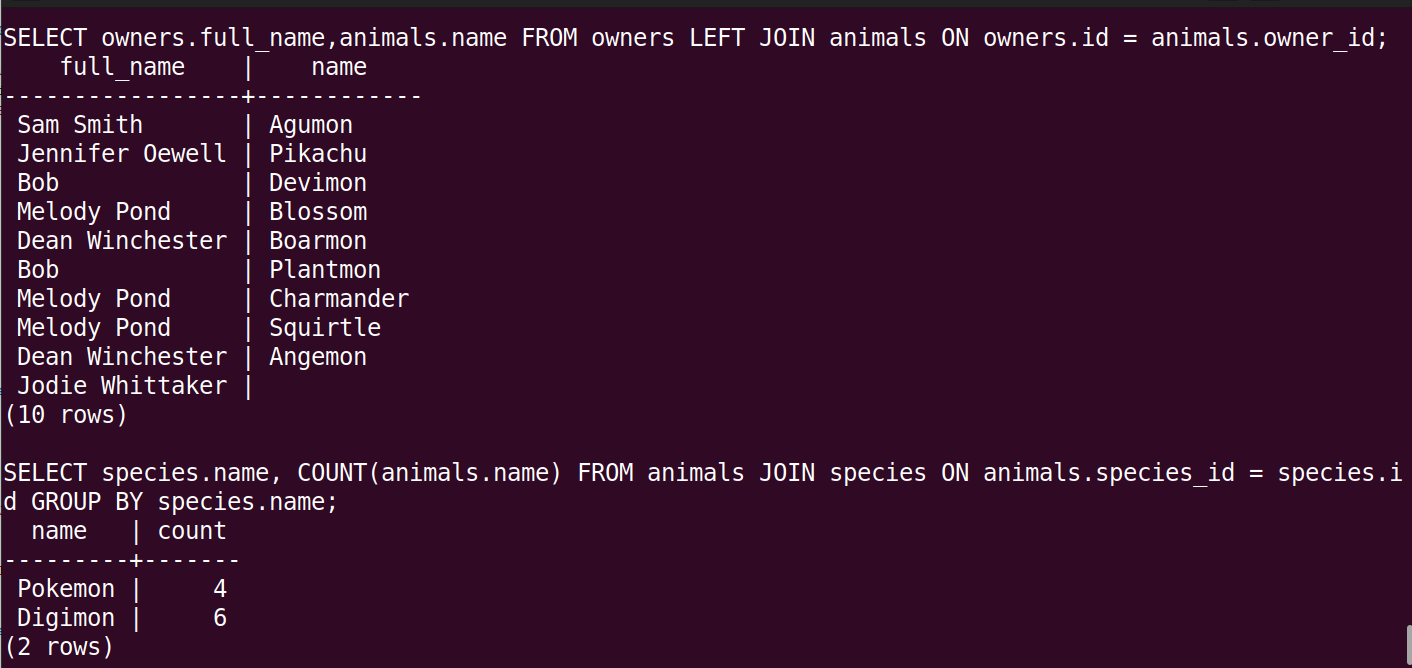 SELECT owners.full_name,animals.name FROM owners LEFT JOIN animals ON owners.id = animals.owner_id;
    full_name    |    name
-----------------+------------
 Sam Smith       | Agumon
 Jennifer Oewell | Pikachu
 Bob             | Devimon
 Melody Pond     | Blossom
 Dean Winchester | Boarmon
 Bob             | Plantmon
 Melody Pond     | Charmander
 Melody Pond     | Squirtle
 Dean Winchester | Angemon
 Jodie Whittaker |
(10 rows)

SELECT species.name, COUNT(animals.name) FROM animals JOIN species ON animals.species_id = species.i
d GROUP BY species.name;
  name   | count
---------+-------
 Pokemon |     4
 Digimon |     6
(2 rows)